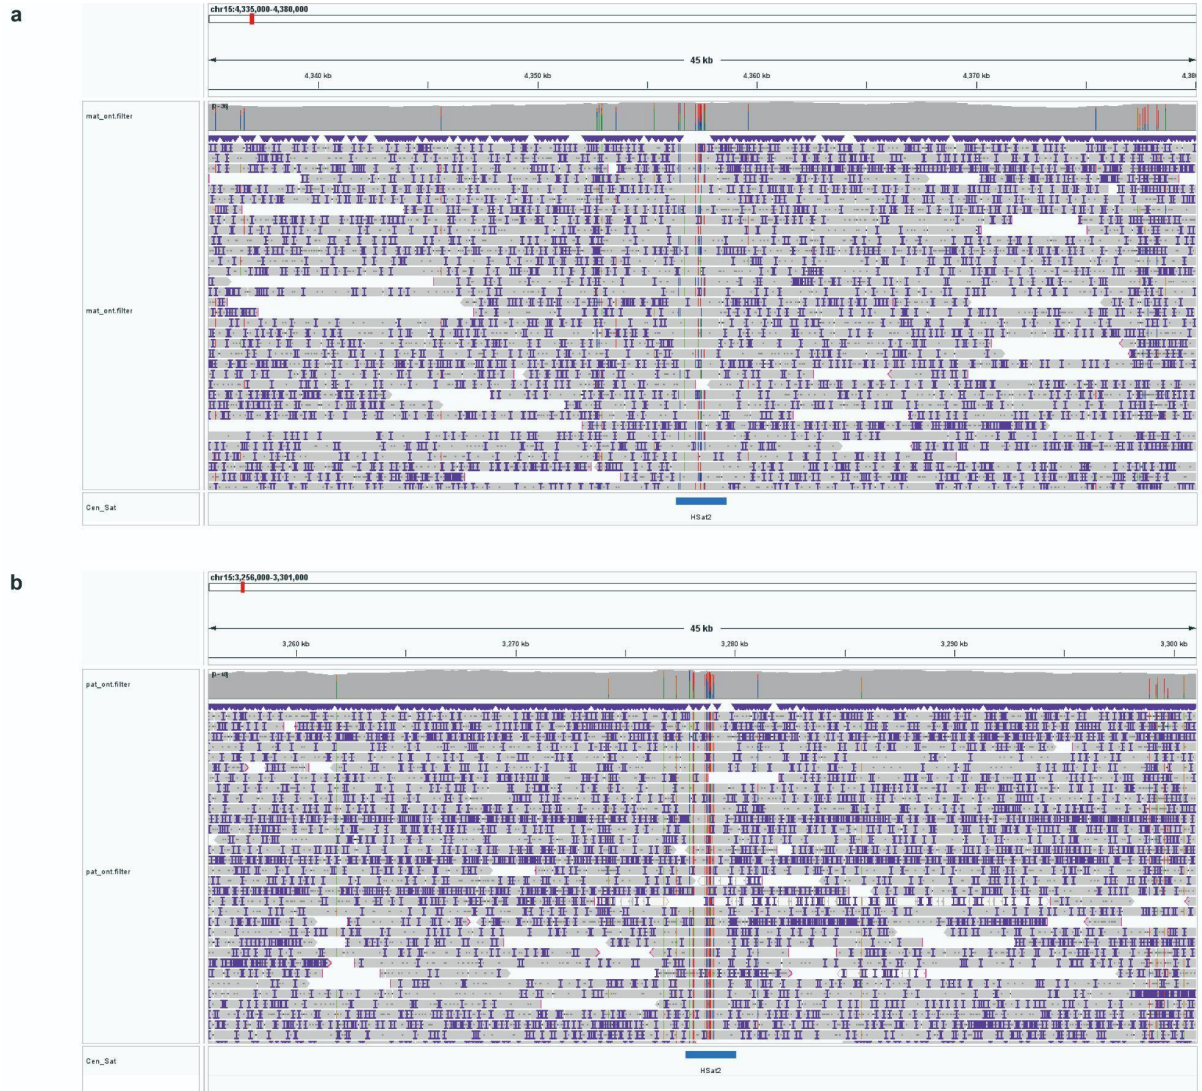 a
chr15:4,335,000-4,380,000
45 kb
4,340 kb 4,350 kb 4,360 kb 4,370 kb 4,380
mat_ont.filter
mat_ont.filter
Cen_Sat
HSat2
b
chr15:3,256,000-3,301,000
45 kb
3,260 kb 3,270 kb 3,280 kb 3,290 kb 3,300 kb
pat_ont.filter
pat_ont.filter
Cen_Sat
HSat2